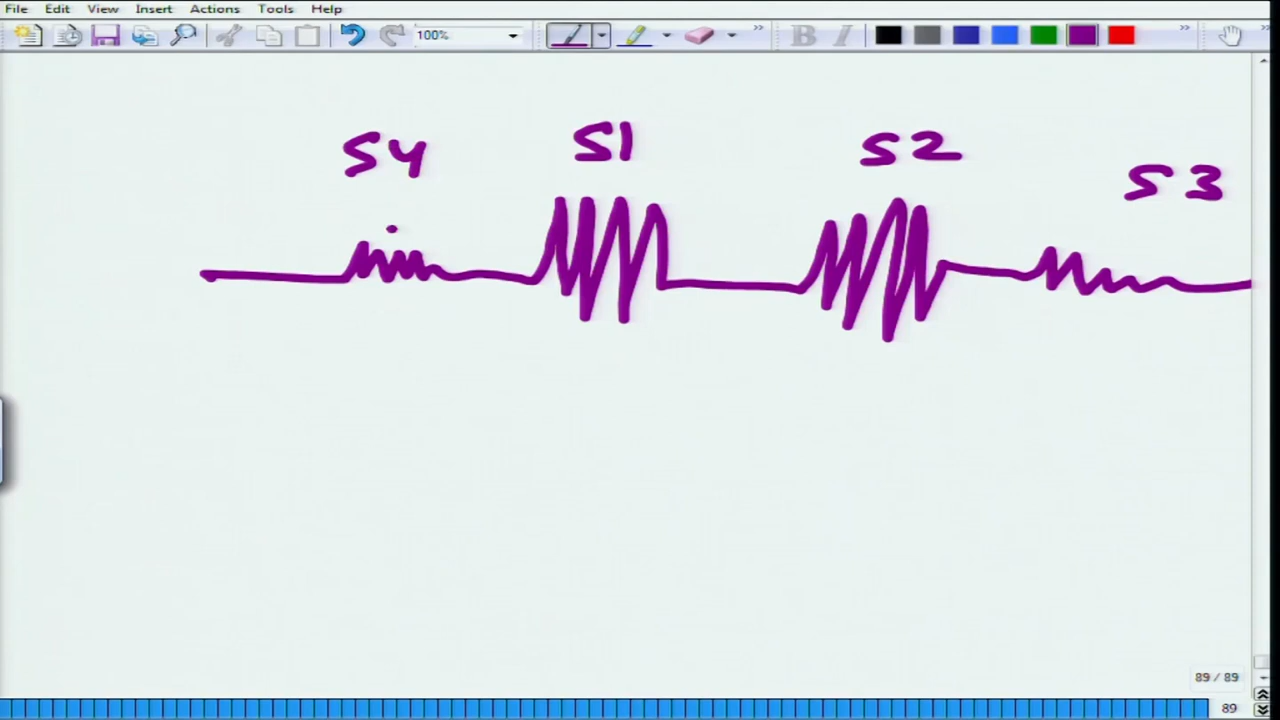 File Edit View Insert Actions Tools Help
100%
B I
S4 S1 S2 S3
89 / 89
89